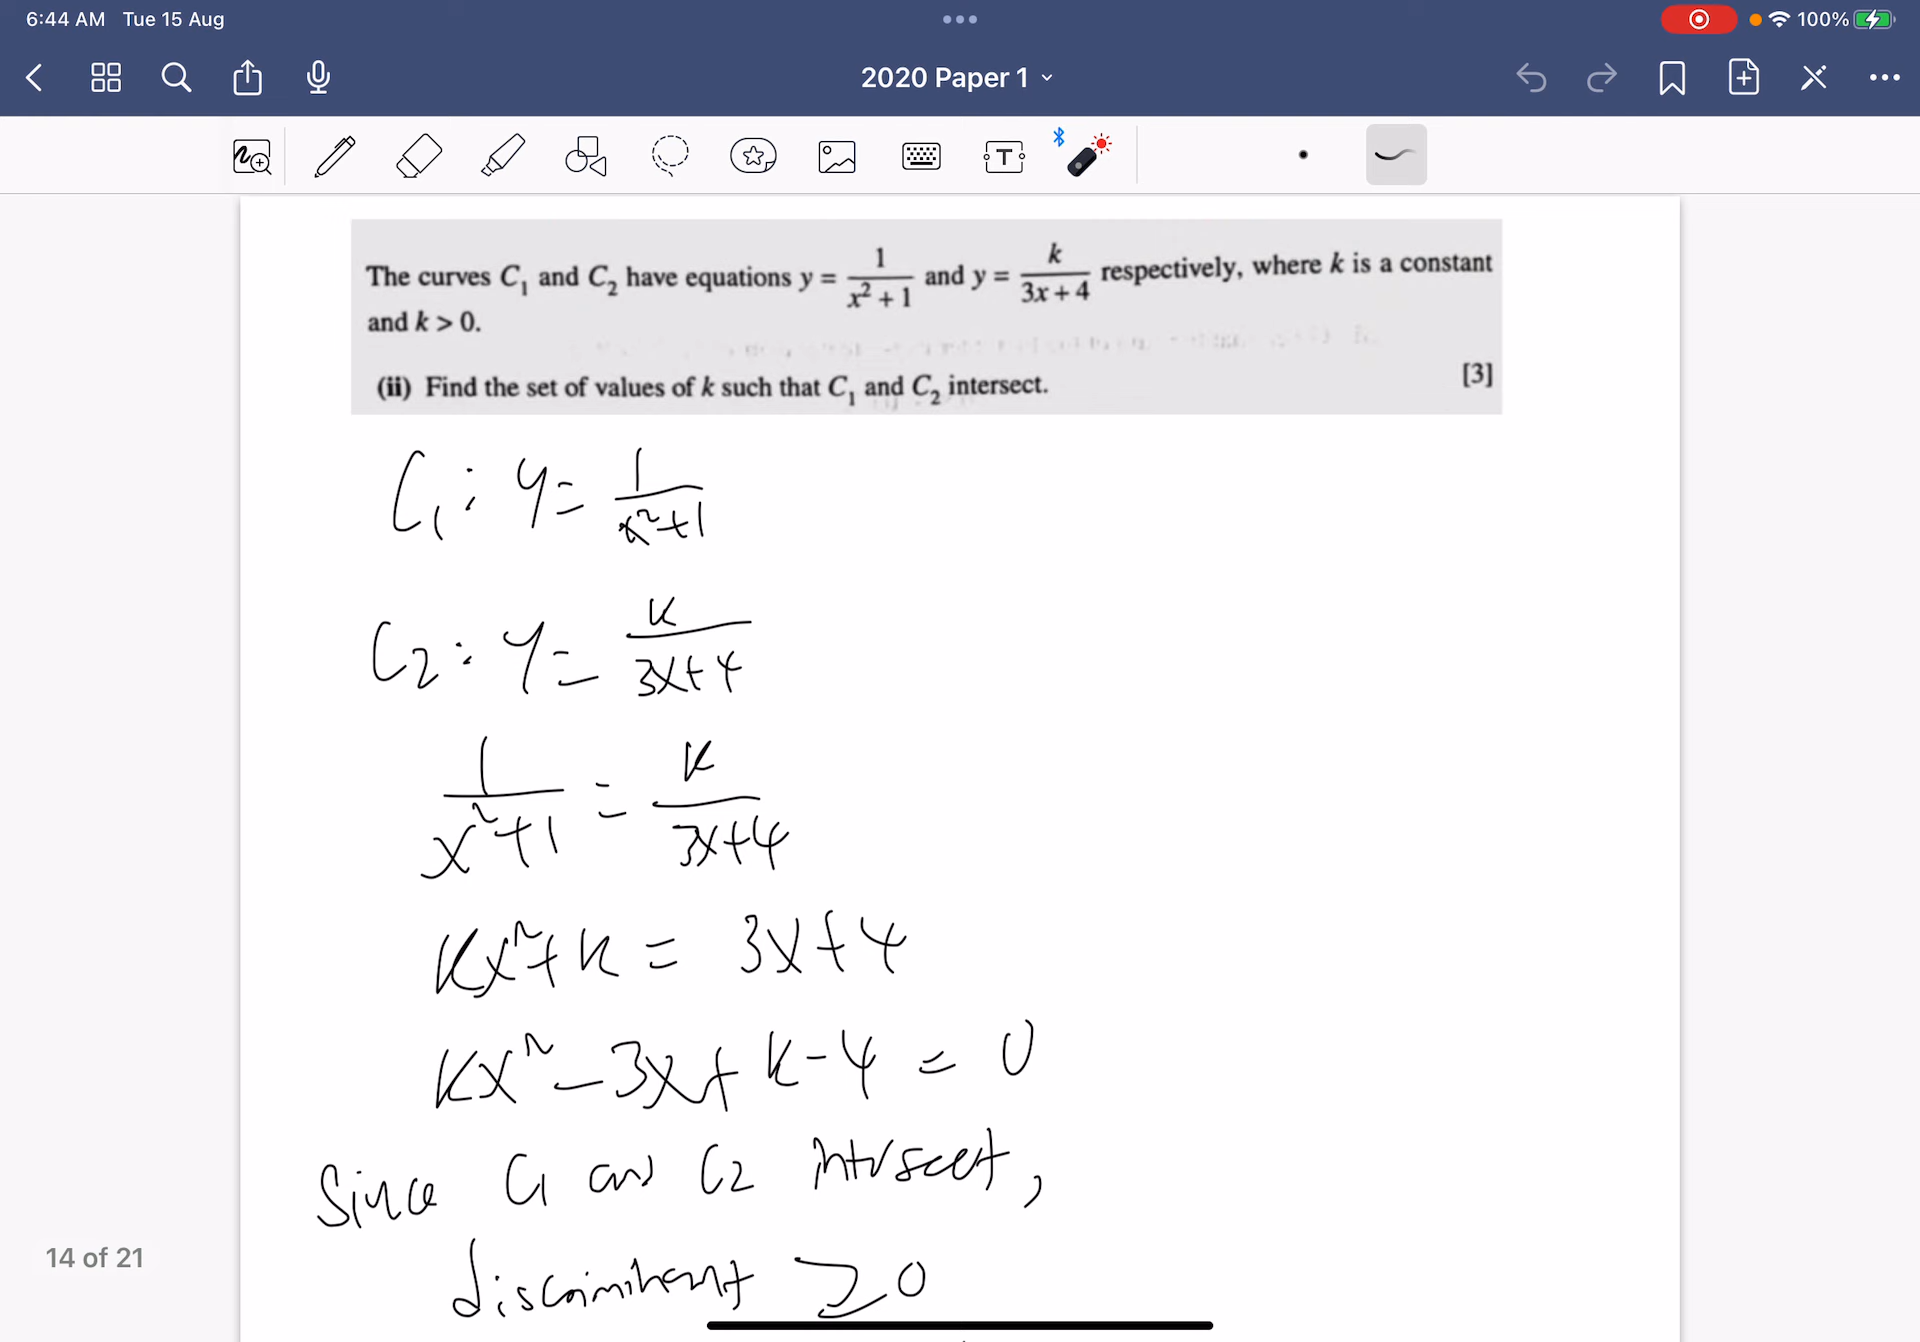 6:44 AM Tue 15 Aug
100%
2020 Paper 1
The curves C₁ and C₂ have equations y = 1/(x² + 1) and y = k/(3x + 4) respectively, where k is a constant
and k > 0.
(ii) Find the set of values of k such that C₁ and C₂ intersect. [3]
C₁ : y = 1/(x²+1)
C₂ : y = k/(3x+4)
1/(x²+1) = k/(3x+4)
kx²+k = 3x+4
kx² - 3x + k-4 = 0
Since C₁ and C₂ intersect,
discriminant ≥ 0
14 of 21